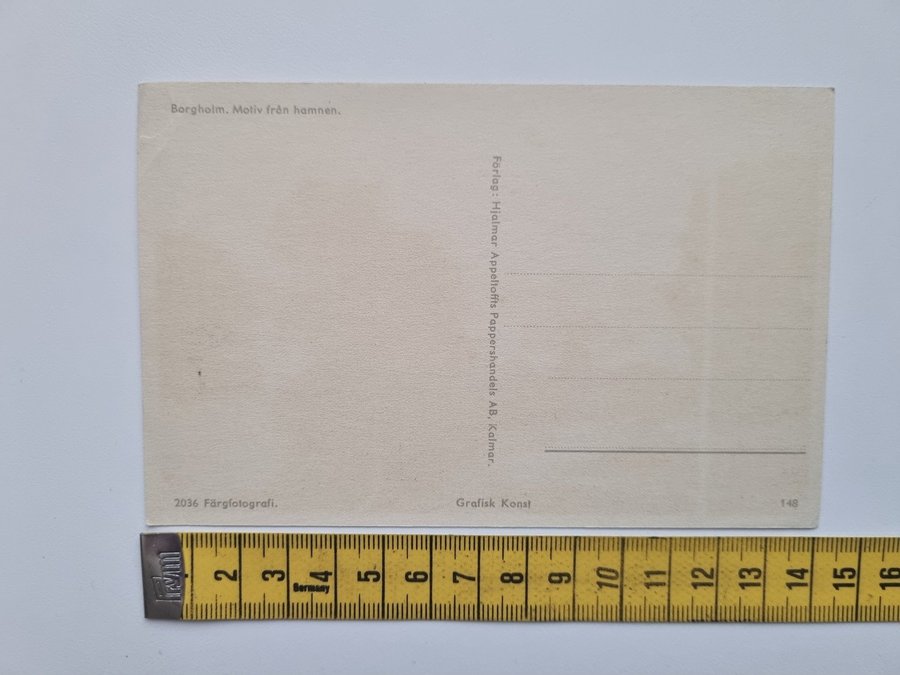 Borgholm. Motiv från hamnen.
Förlag: Hjalmar Appeltoffts Pappershandels AB, Kalmar.
2036 Färgfotografi.
Grafisk Konst
148
2 3 4 5 6 7 8 9 10 11 12 13 14 15 16
Germany